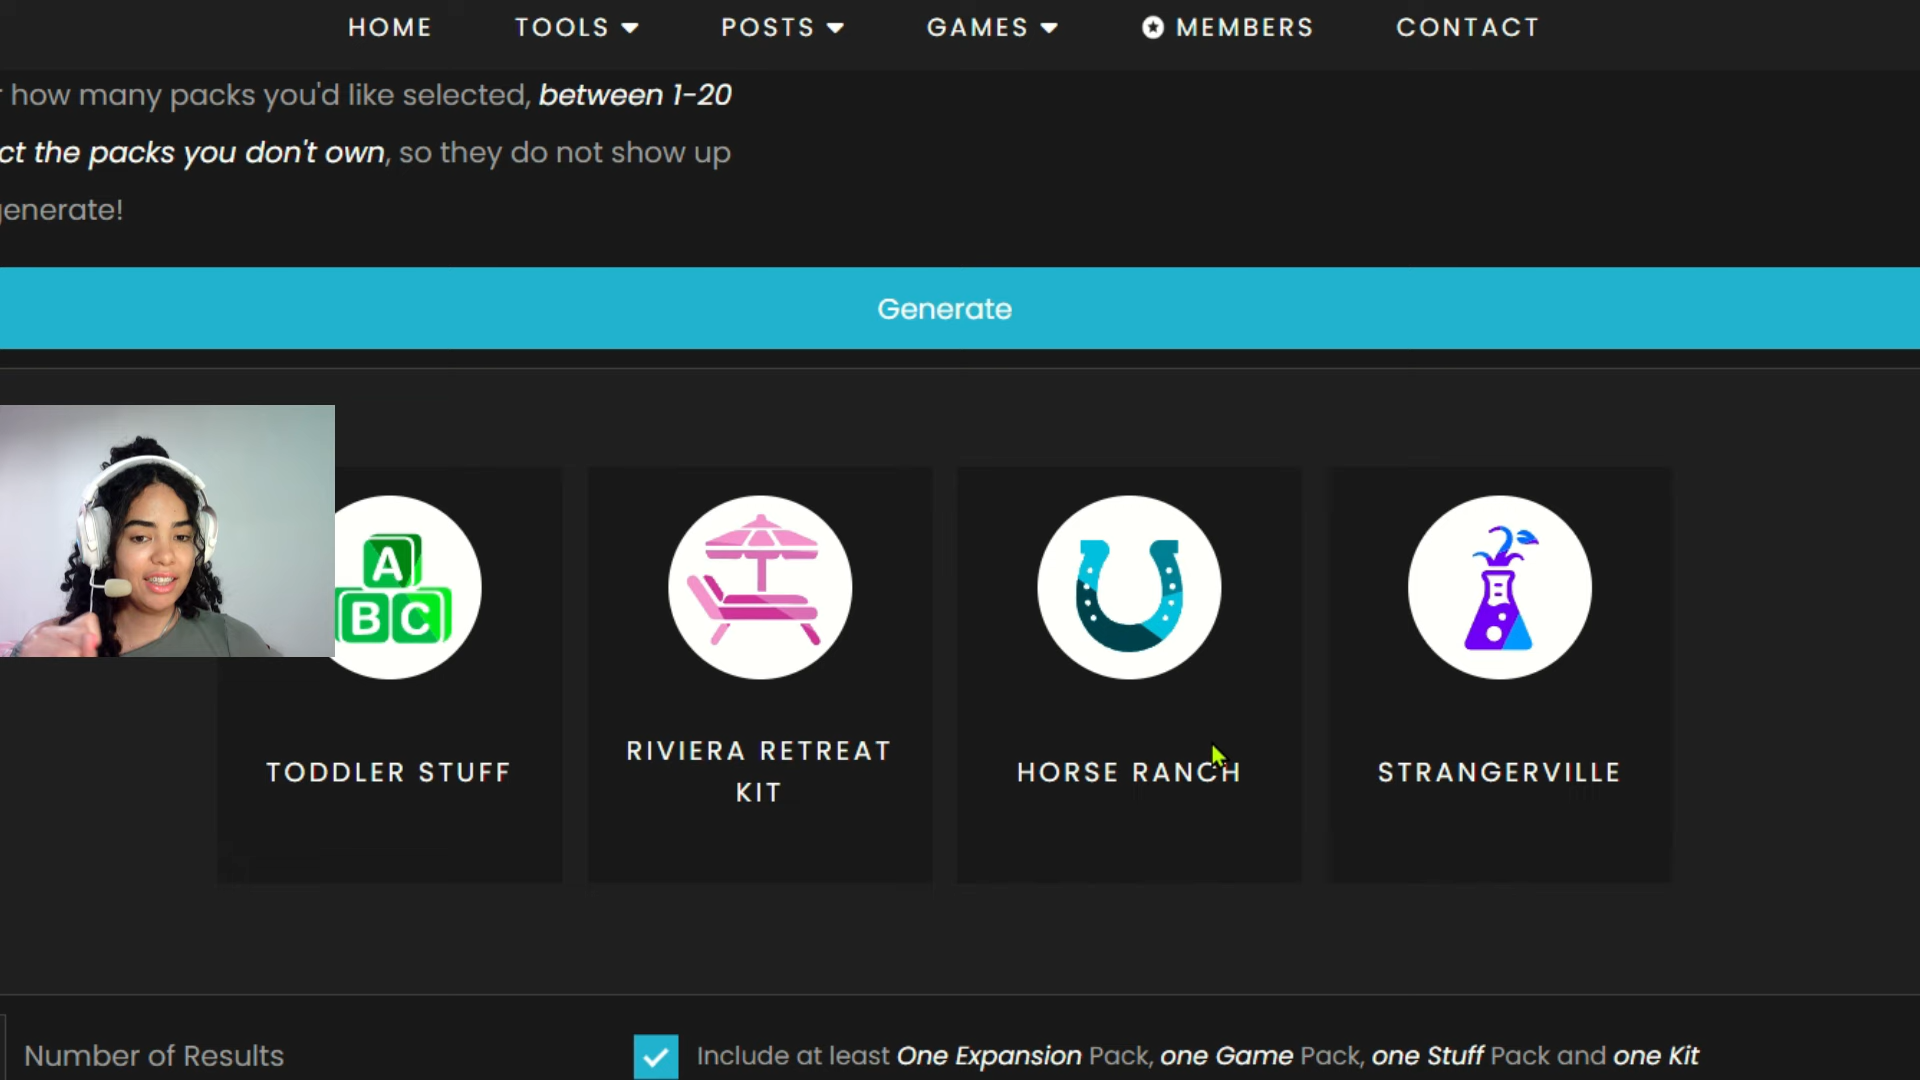 HOME TOOLS POSTS GAMES MEMBERS CONTACT
how many packs you'd like selected, between 1-20
ct the packs you don't own, so they do not show up
generate!
Generate
A
B C
TODDLER STUFF
RIVIERA RETREAT
KIT
HORSE RANCH
STRANGERVILLE
Number of Results
Include at least One Expansion Pack, one Game Pack, one Stuff Pack and one Kit